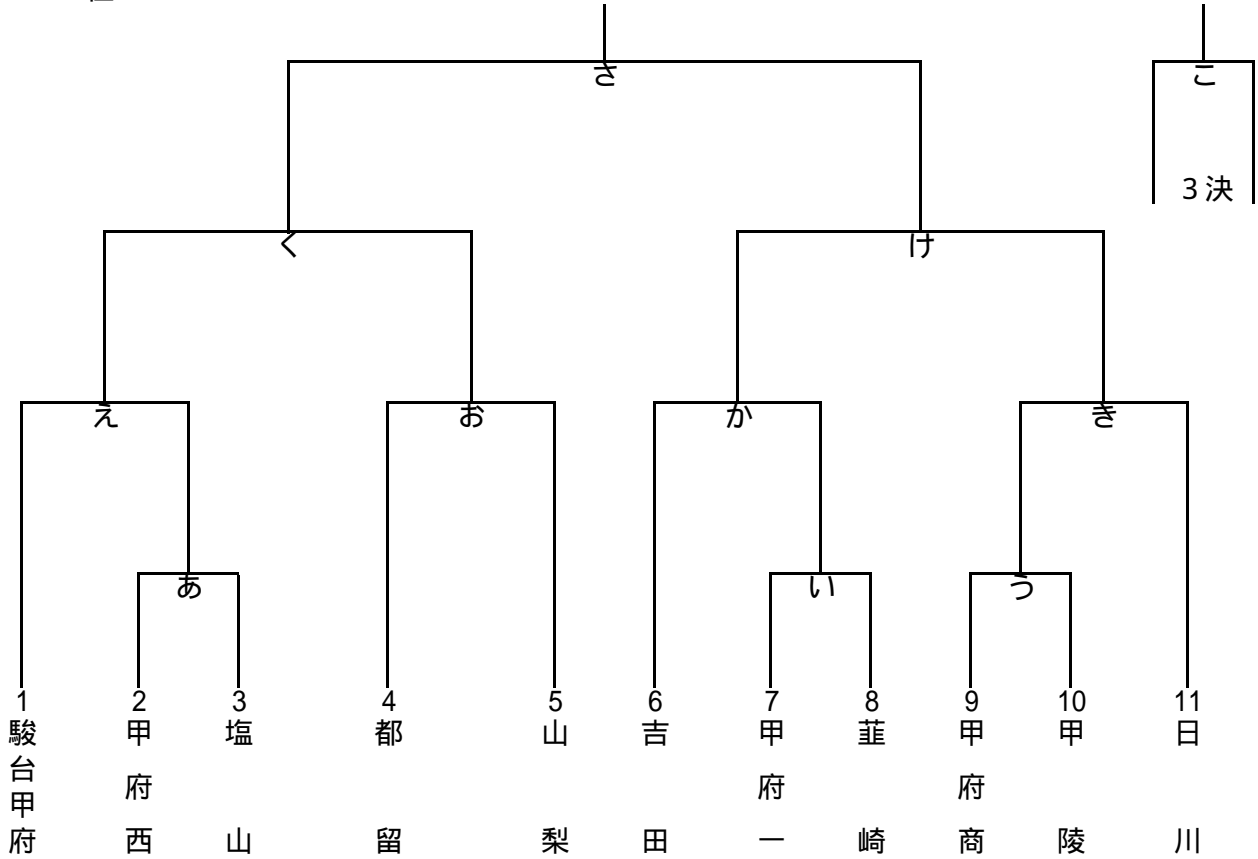 さ
こ
3決
く
け
え
お
か
き
あ
い
う
1
2
3
4
5
6
7
8
9
10
11
駿台甲府
甲府西
塩山
都留
山梨
吉田
甲府一
韮崎
甲府商
甲陵
日川